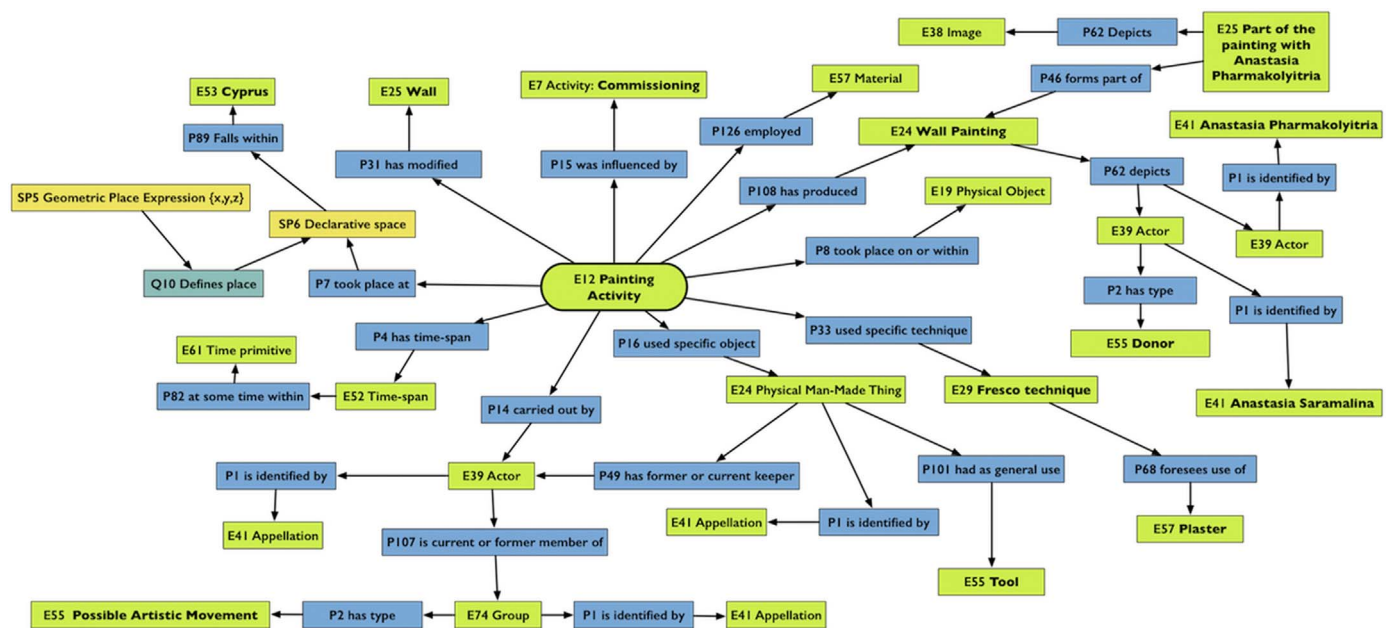 E38 Image
P62 Depicts
E25 Part of the
painting with
Anastasia
Pharmakolyitria
E53 Cyprus
E25 Wall
E7 Activity: Commissioning
E57 Material
P46 forms part of
P89 Falls within
P31 has modified
P15 was influenced by
P126 employed
E24 Wall Painting
E41 Anastasia Pharmakolyitria
SP5 Geometric Place Expression {x,y,z}
P108 has produced
E19 Physical Object
P62 depicts
P1 is identified by
SP6 Declarative space
E39 Actor
E39 Actor
P8 took place on or within
Q10 Defines place
P7 took place at
E12 Painting
Activity
P2 has type
P1 is identified by
P4 has time-span
P16 used specific object
P33 used specific technique
E55 Donor
E61 Time primitive
P82 at some time within
E52 Time-span
E24 Physical Man-Made Thing
E29 Fresco technique
E41 Anastasia Saramalina
P14 carried out by
P1 is identified by
E39 Actor
P49 has former or current keeper
P101 had as general use
P68 foresees use of
E41 Appellation
P107 is current or former member of
E41 Appellation
P1 is identified by
E57 Plaster
E55 Tool
E55 Possible Artistic Movement
P2 has type
E74 Group
P1 is identified by
E41 Appellation